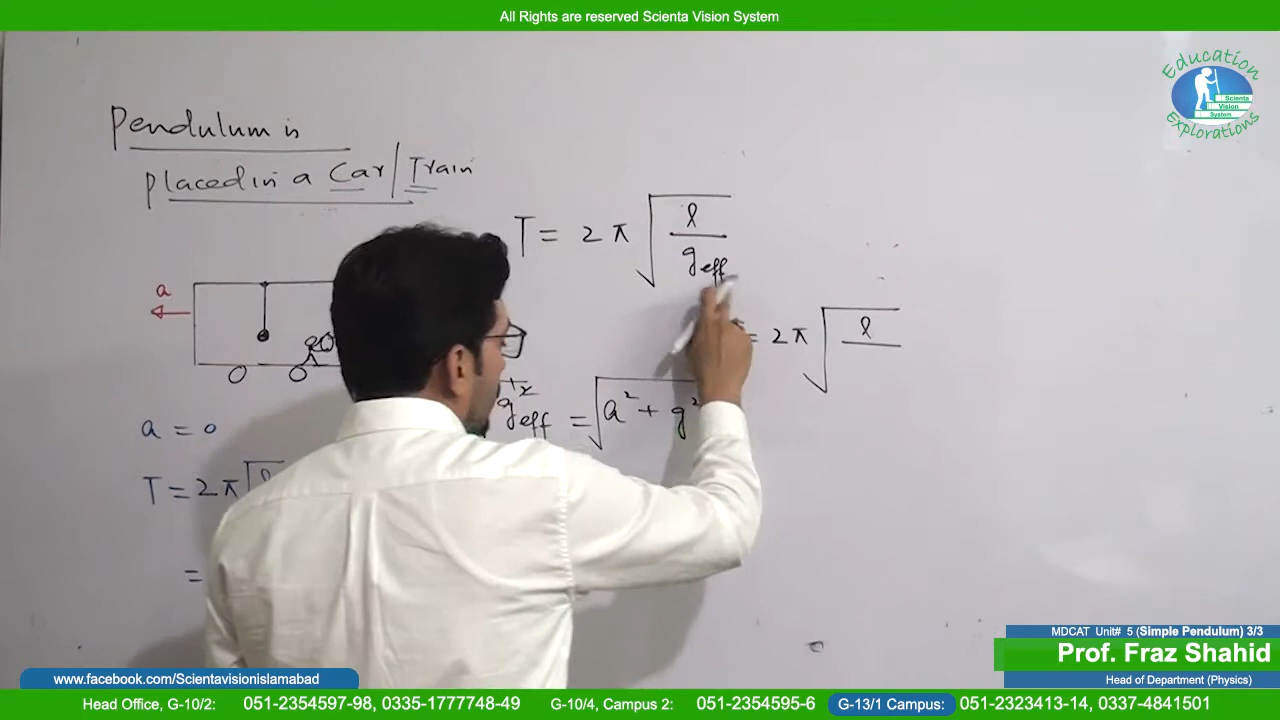 All Rights are reserved Scienta Vision System
Education
Scienta
Vision
System
Explorations
Pendulum is
placed in a Car/Train
T = 2π √(l / g_eff)
a
= 2π √(l
g_eff = √(a² + g²
a = 0
T = 2π √(l
=
MDCAT Unit# 5 (Simple Pendulum) 3/3
Prof. Fraz Shahid
Head of Department (Physics)
www.facebook.com/Scientavisionislamabad
Head Office, G-10/2: 051-2354597-98, 0335-1777748-49 G-10/4, Campus 2: 051-2354595-6 G-13/1 Campus: 051-2323413-14, 0337-4841501